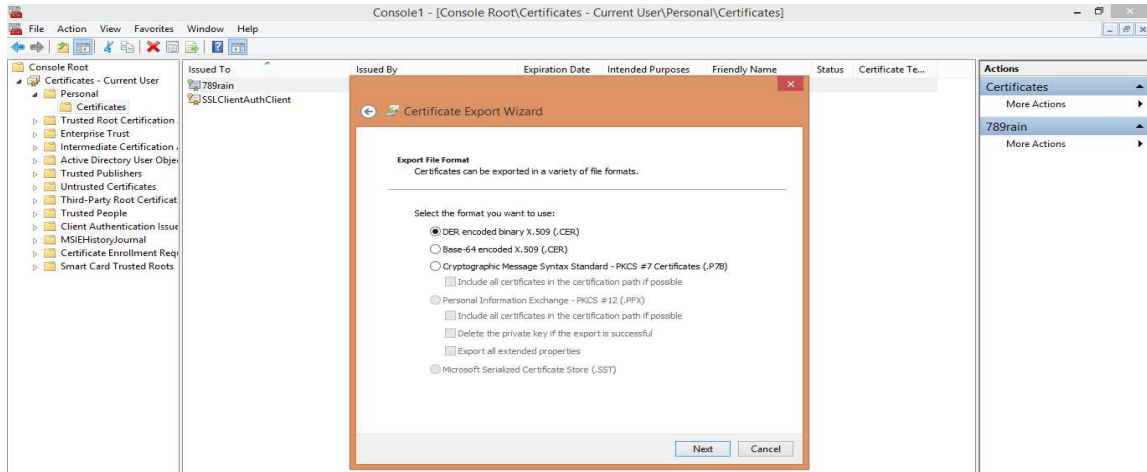 Console1 - [Console Root\Certificates - Current User\Personal\Certificates]
File Action View Favorites Window Help
Console Root
Certificates - Current User
Personal
Certificates
Trusted Root Certification
Enterprise Trust
Intermediate Certification
Active Directory User Obje
Trusted Publishers
Untrusted Certificates
Third-Party Root Certificat
Trusted People
Client Authentication Issue
MSIEHistoryJournal
Certificate Enrollment Requ
Smart Card Trusted Roots
Issued To Issued By Expiration Date Intended Purposes Friendly Name Status Certificate Te...
789rain
SSLClientAuthClient
Certificate Export Wizard
Export File Format
Certificates can be exported in a variety of file formats.
Select the format you want to use:
DER encoded binary X.509 (.CER)
Base-64 encoded X.509 (.CER)
Cryptographic Message Syntax Standard - PKCS #7 Certificates (.P7B)
Include all certificates in the certification path if possible
Personal Information Exchange - PKCS #12 (.PFX)
Include all certificates in the certification path if possible
Delete the private key if the export is successful
Export all extended properties
Microsoft Serialized Certificate Store (.SST)
Next Cancel
Actions
Certificates
More Actions
789rain
More Actions